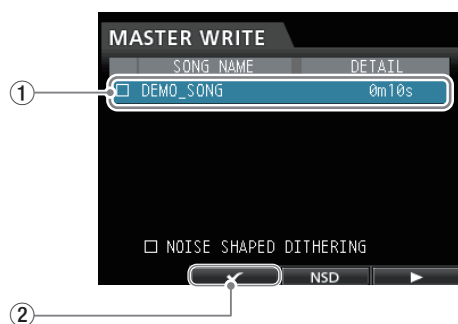 MASTER WRITE
SONG NAME DETAIL
1
☐ DEMO_SONG 0m10s
☐ NOISE SHAPED DITHERING
✓ NSD ▶
2